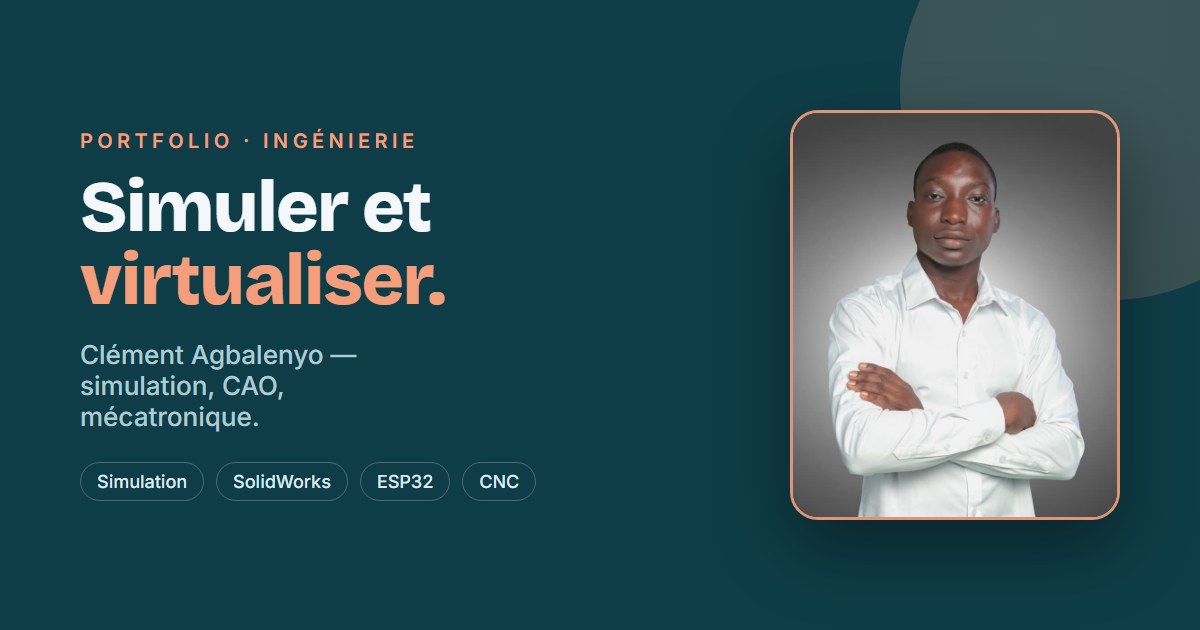 PORTFOLIO · INGÉNIERIE
Simuler et
virtualiser.
Clément Agbalenyo —
simulation, CAO,
mécatronique.
Simulation SolidWorks ESP32 CNC